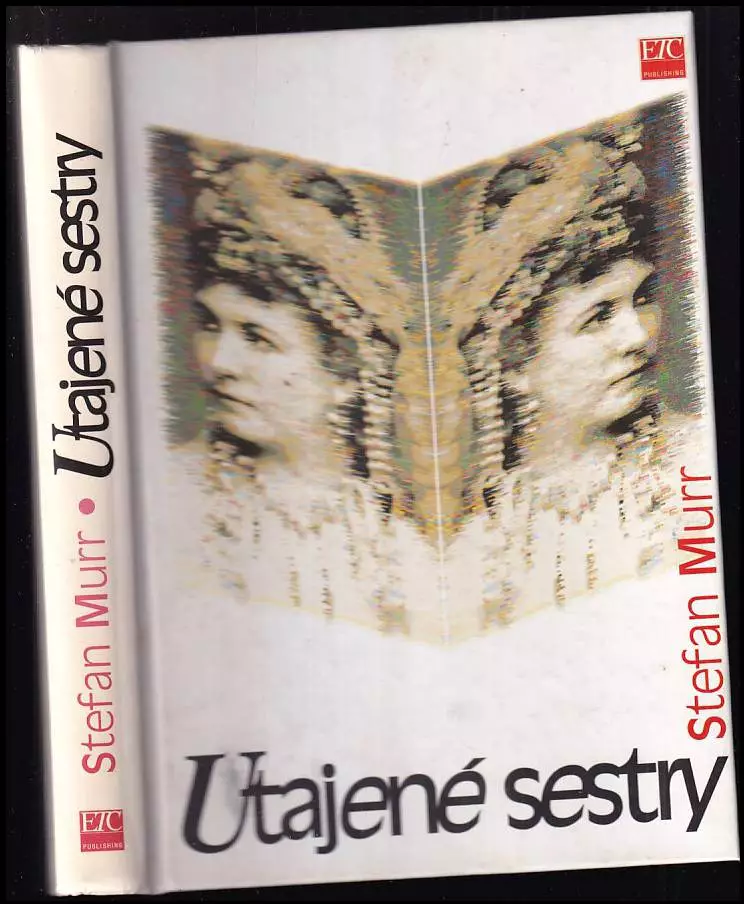 Stefan Murr • Utajené sestry
ETC
PUBLISHING
ETC
PUBLISHING
Stefan Murr
Utajené sestry